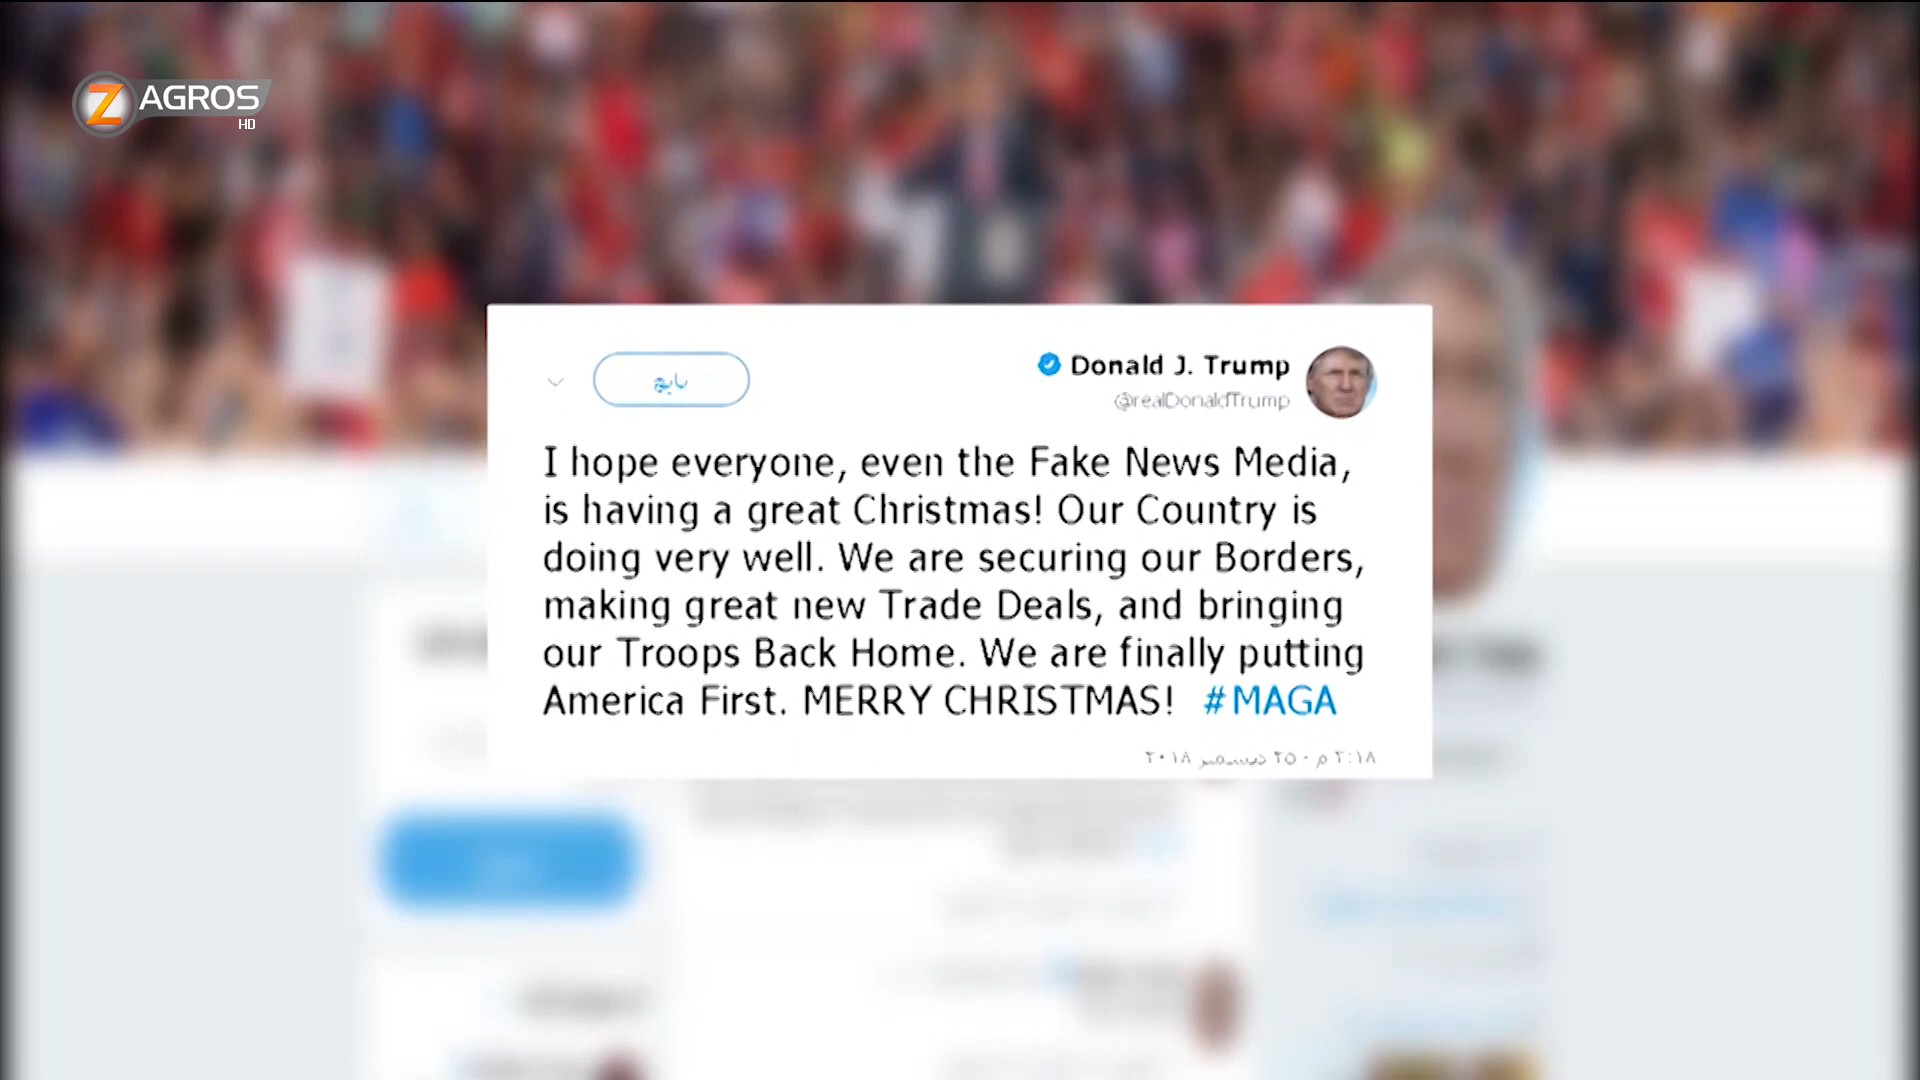 ZAGROS
HD
تابع
Donald J. Trump
@realDonaldTrump
I hope everyone, even the Fake News Media,
is having a great Christmas! Our Country is
doing very well. We are securing our Borders,
making great new Trade Deals, and bringing
our Troops Back Home. We are finally putting
America First. MERRY CHRISTMAS! #MAGA
٢:١٨ م - ٢٥ ديسمبر ٢٠١٨